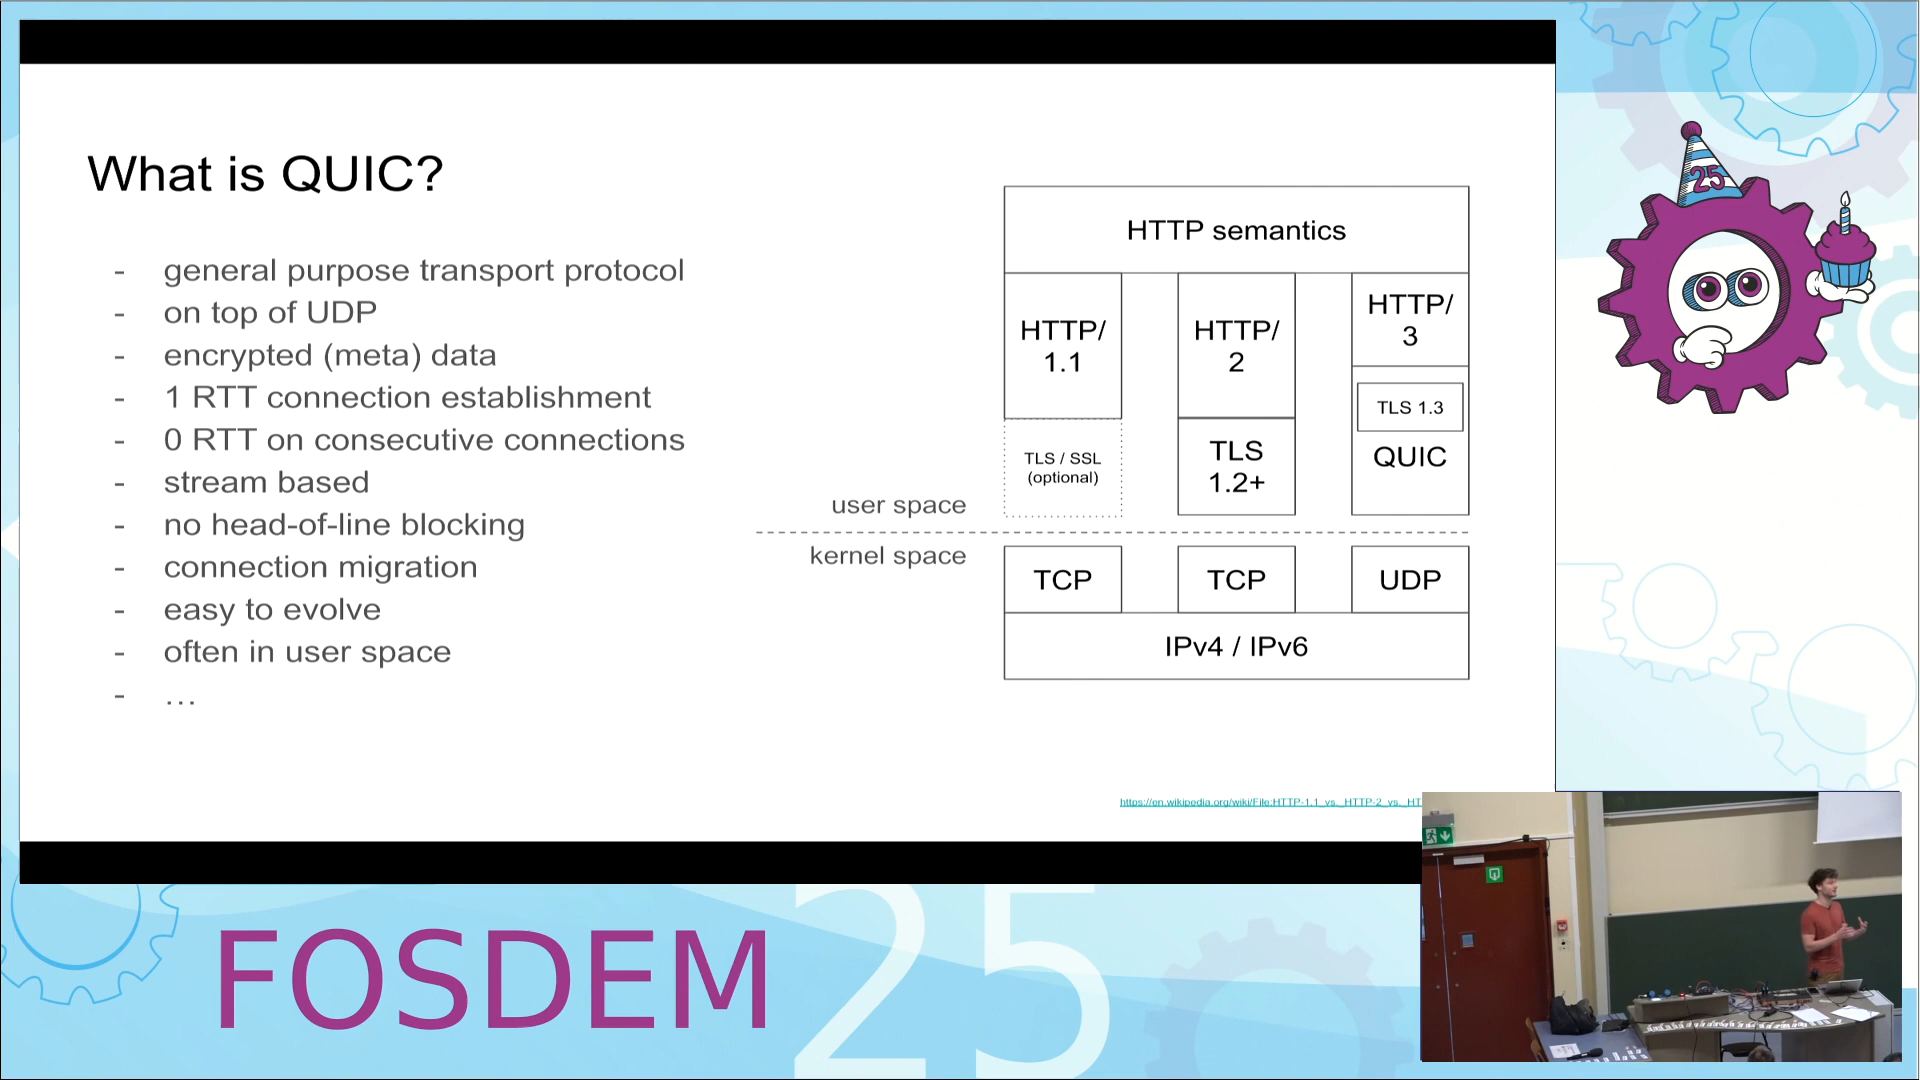 What is QUIC?
- general purpose transport protocol
- on top of UDP
- encrypted (meta) data
- 1 RTT connection establishment
- 0 RTT on consecutive connections
- stream based
- no head-of-line blocking
- connection migration
- easy to evolve
- often in user space
- …
HTTP semantics
HTTP/
1.1
HTTP/
2
HTTP/
3
TLS / SSL
(optional)
TLS
1.2+
TLS 1.3
QUIC
user space
kernel space
TCP
TCP
UDP
IPv4 / IPv6
https://en.wikipedia.org/wiki/File:HTTP-1.1_vs._HTTP-2_vs._HT
25
FOSDEM
25